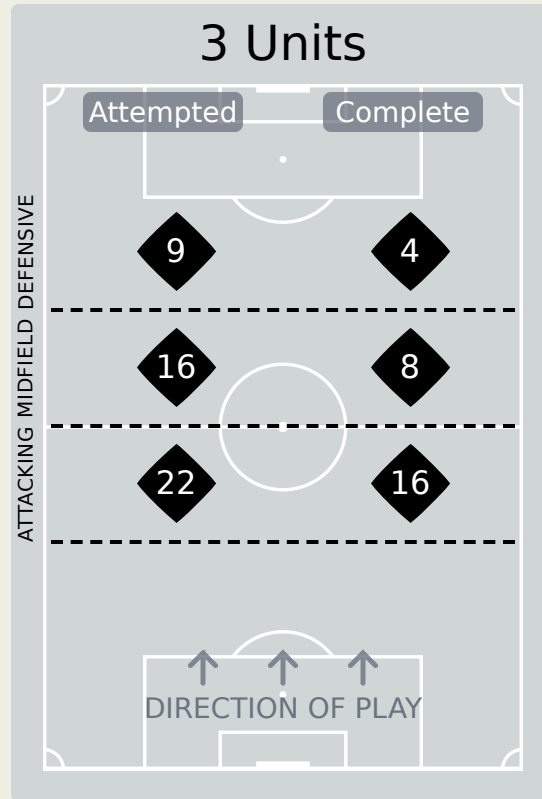 3 Units
Attempted Complete
ATTACKING MIDFIELD DEFENSIVE
9 4
16 8
22 16
DIRECTION OF PLAY